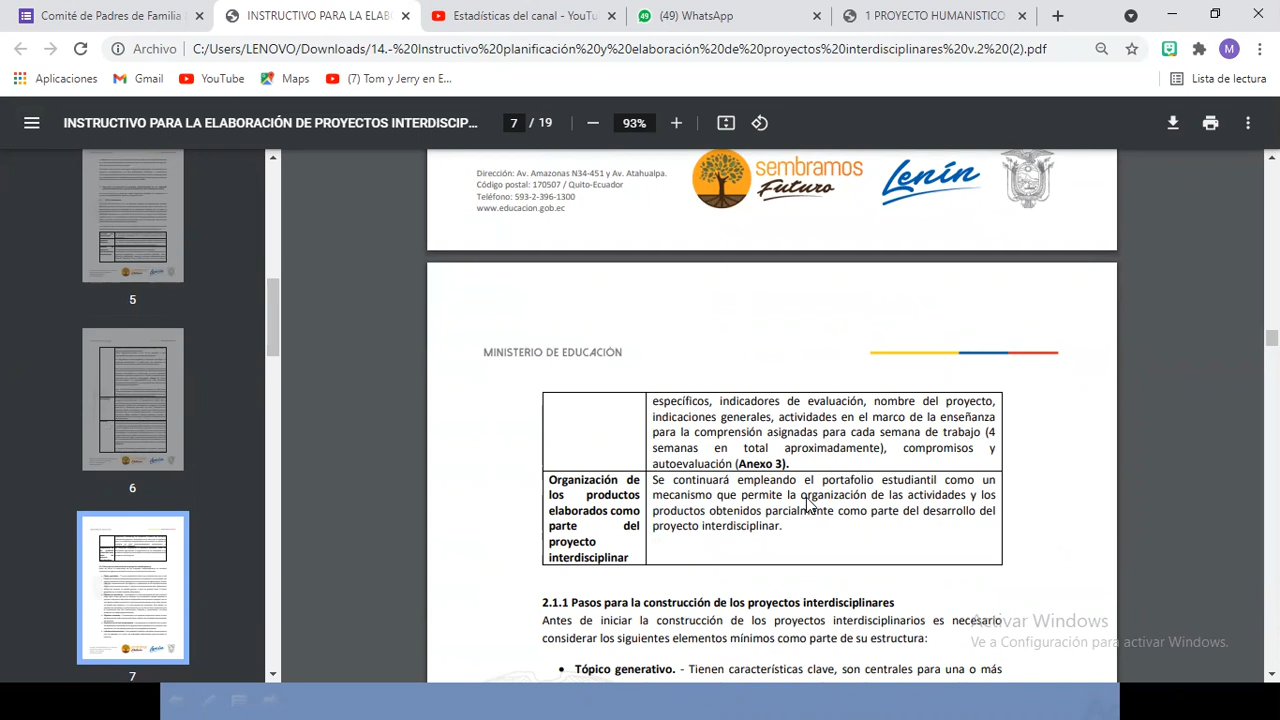 Comité de Padres de Familia
INSTRUCTIVO PARA LA ELAB
Estadísticas del canal - YouTu
(49) WhatsApp
1 PROYECTO HUMANISTICO
Archivo
C:/Users/LENOVO/Downloads/14.-%20Instructivo%20planificación%20y%20elaboración%20de%20proyectos%20interdisciplinares%20v.2%20(2).pdf
M
Aplicaciones
Gmail
YouTube
Maps
(7) Tom y Jerry en E...
Lista de lectura
INSTRUCTIVO PARA LA ELABORACIÓN DE PROYECTOS INTERDISCIP...
7 / 19
93%
5
6
7
Dirección: Av. Amazonas N34-451 y Av. Atahualpa.
Código postal: 170507 / Quito-Ecuador
Teléfono: 593-2-396-1300
www.educacion.gob.ec
sembramos
Futuro
Lenín
MINISTERIO DE EDUCACIÓN
específicos, indicadores de evaluación, nombre del proyecto,
indicaciones generales, actividades en el marco de la enseñanza
para la comprensión asignadas para cada semana de trabajo (4
semanas en total aproximadamente), compromisos y
autoevaluación (Anexo 3).
Organización de
los productos
elaborados como
parte del
proyecto
interdisciplinar
Se continuará empleando el portafolio estudiantil como un
mecanismo que permite la organización de las actividades y los
productos obtenidos parcialmente como parte del desarrollo del
proyecto interdisciplinar.
2.1.1 Pasos para la construcción de los proyectos interdisciplinares
Antes de iniciar la construcción de los proyectos interdisciplinarios es necesario
considerar los siguientes elementos mínimos como parte de su estructura:
• Tópico generativo. - Tienen características clave, son centrales para una o más
Activar Windows
Ve a Configuración para activar Windows.